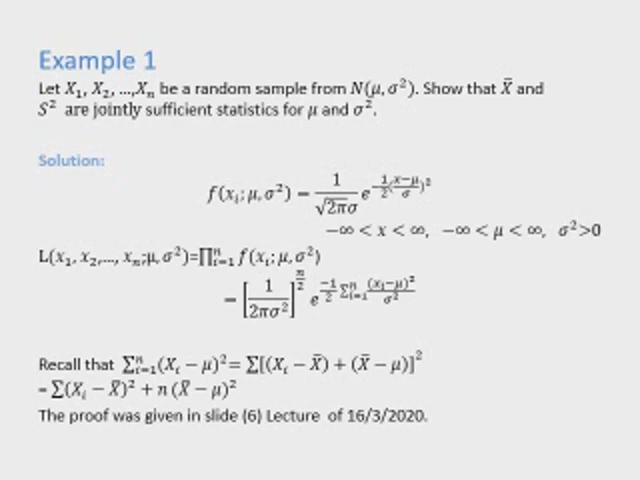 Example 1
Let X₁, X₂, ...,Xₙ be a random sample from N(μ, σ²). Show that X̄ and
S² are jointly sufficient statistics for μ and σ².
Solution:
f(xᵢ; μ, σ²) = 1/(√2π σ) e^(−1/2((x−μ)/σ)²)
−∞ < x < ∞, −∞ < μ < ∞, σ²>0
L(x₁, x₂,..., xₙ;μ, σ²)=∏ᵢ₌₁ⁿ f(xᵢ; μ, σ²)
= [1/(2πσ²)]^(n/2) e^(−1/2 ∑ᵢ₌₁ⁿ (xᵢ−μ)²/σ²)
Recall that ∑ᵢ₌₁ⁿ(Xᵢ − μ)²= ∑[(Xᵢ − X̄) + (X̄ − μ)]²
= ∑(Xᵢ − X̄)² + n (X̄ − μ)²
The proof was given in slide (6) Lecture of 16/3/2020.